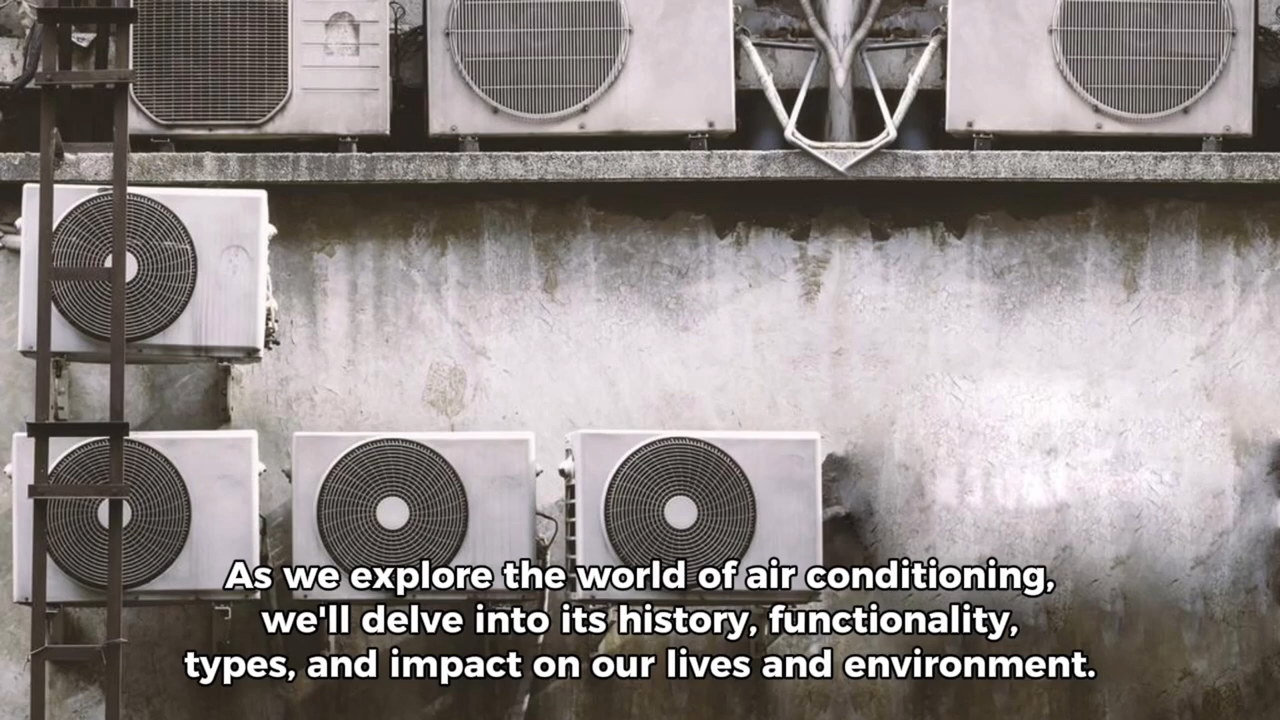 As we explore the world of air conditioning,
we'll delve into its history, functionality,
types, and impact on our lives and environment.